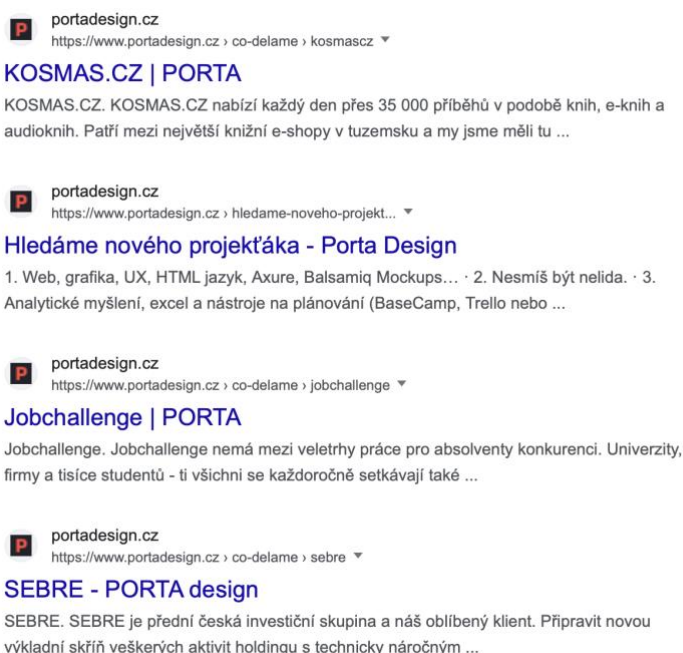 P portadesign.cz
https://www.portadesign.cz › co-delame › kosmascz
KOSMAS.CZ | PORTA
KOSMAS.CZ. KOSMAS.CZ nabízí každý den přes 35 000 příběhů v podobě knih, e-knih a
audioknih. Patří mezi největší knižní e-shopy v tuzemsku a my jsme měli tu ...
P portadesign.cz
https://www.portadesign.cz › hledame-noveho-projekt...
Hledáme nového projekťáka - Porta Design
1. Web, grafika, UX, HTML jazyk, Axure, Balsamiq Mockups… · 2. Nesmíš být nelida. · 3.
Analytické myšlení, excel a nástroje na plánování (BaseCamp, Trello nebo ...
P portadesign.cz
https://www.portadesign.cz › co-delame › jobchallenge
Jobchallenge | PORTA
Jobchallenge. Jobchallenge nemá mezi veletrhy práce pro absolventy konkurenci. Univerzity,
firmy a tisíce studentů - ti všichni se každoročně setkávají také ...
P portadesign.cz
https://www.portadesign.cz › co-delame › sebre
SEBRE - PORTA design
SEBRE. SEBRE je přední česká investiční skupina a náš oblíbený klient. Připravit novou
výkladní skříň veškerých aktivit holdingu s technicky náročným ...